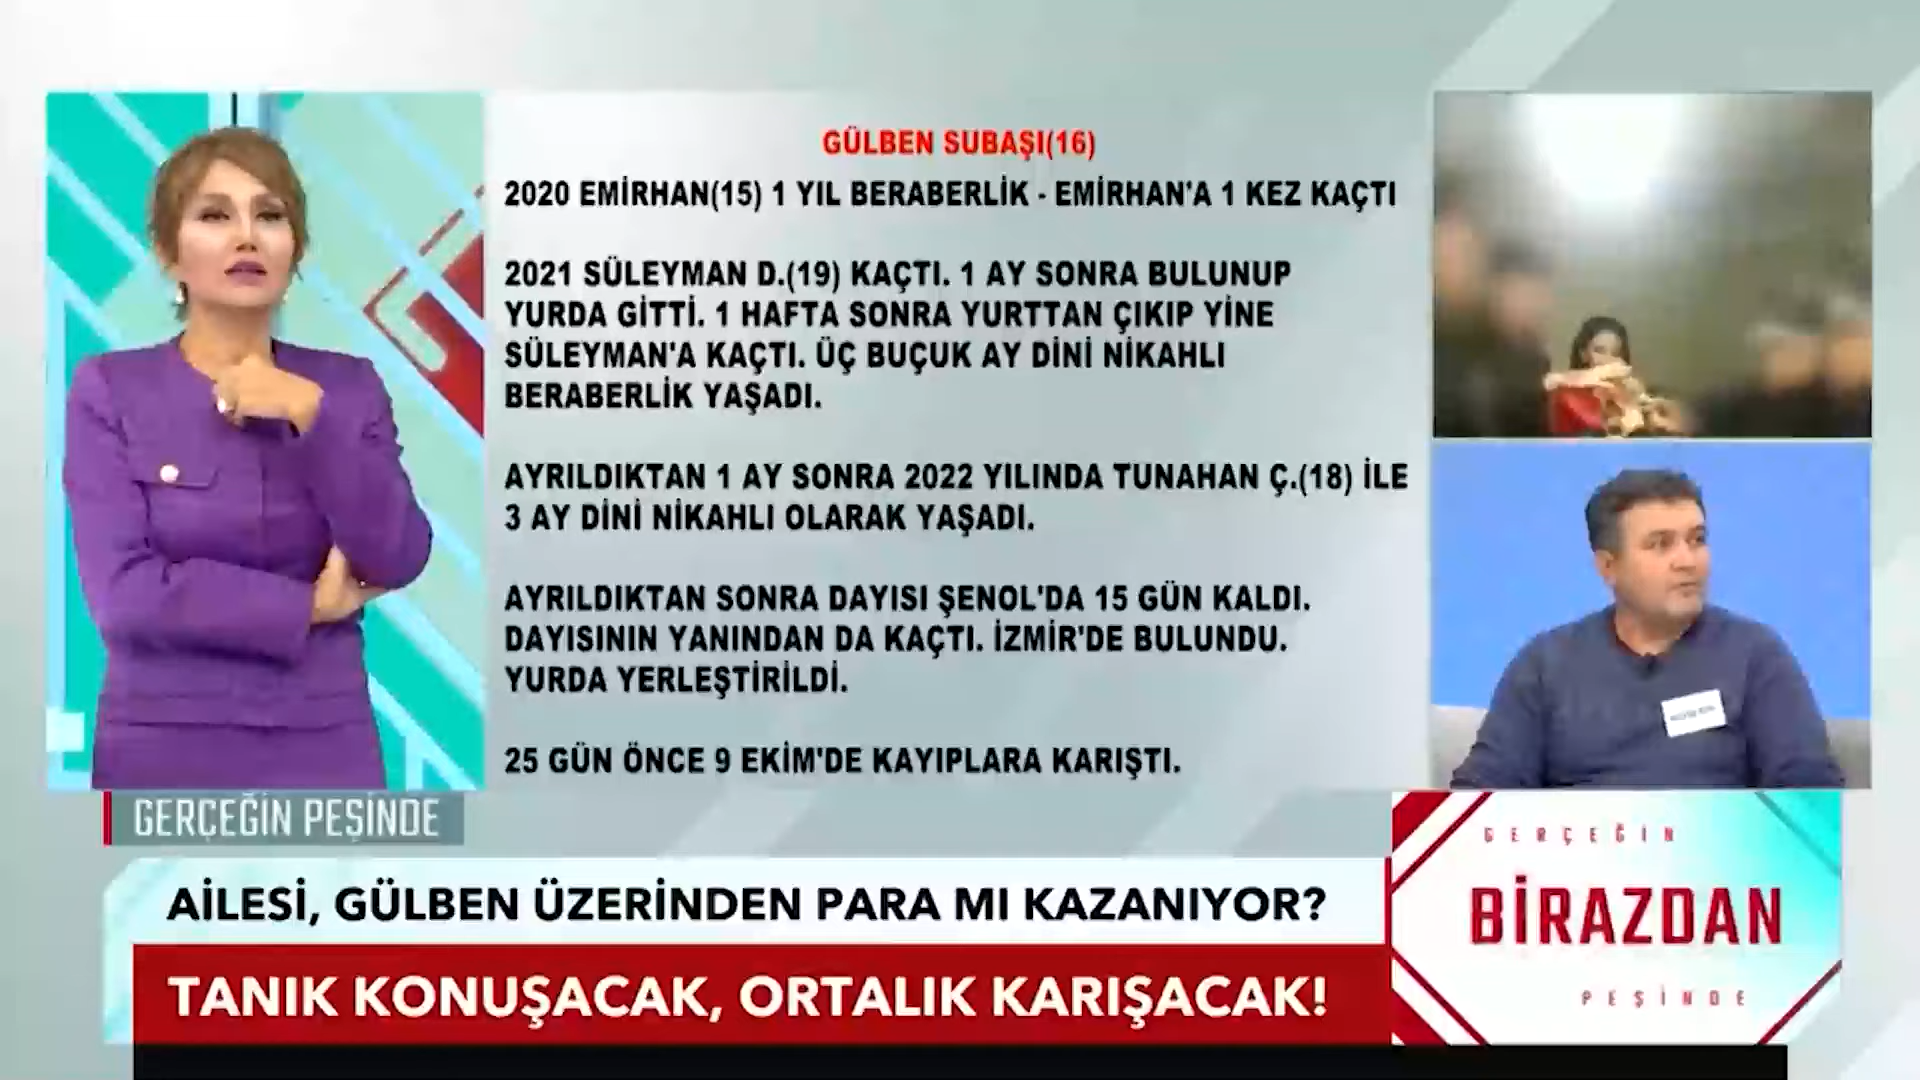 GÜLBEN SUBAŞI(16)
2020 EMİRHAN(15) 1 YIL BERABERLİK - EMİRHAN'A 1 KEZ KAÇTI
2021 SÜLEYMAN D.(19) KAÇTI. 1 AY SONRA BULUNUP
YURDA GİTTİ. 1 HAFTA SONRA YURTTAN ÇIKIP YİNE
SÜLEYMAN'A KAÇTI. ÜÇ BUÇUK AY DİNİ NİKAHLI
BERABERLİK YAŞADI.
AYRILDIKTAN 1 AY SONRA 2022 YILINDA TUNAHAN Ç.(18) İLE
3 AY DİNİ NİKAHLI OLARAK YAŞADI.
AYRILDIKTAN SONRA DAYISI ŞENOL'DA 15 GÜN KALDI.
DAYISININ YANINDAN DA KAÇTI. İZMİR'DE BULUNDU.
YURDA YERLEŞTİRİLDİ.
25 GÜN ÖNCE 9 EKİM'DE KAYIPLARA KARIŞTI.
GERÇEĞİN PEŞİNDE
AİLESİ, GÜLBEN ÜZERİNDEN PARA MI KAZANIYOR?
TANIK KONUŞACAK, ORTALIK KARIŞACAK!
GERÇEĞİN
BİRAZDAN
PEŞİNDE